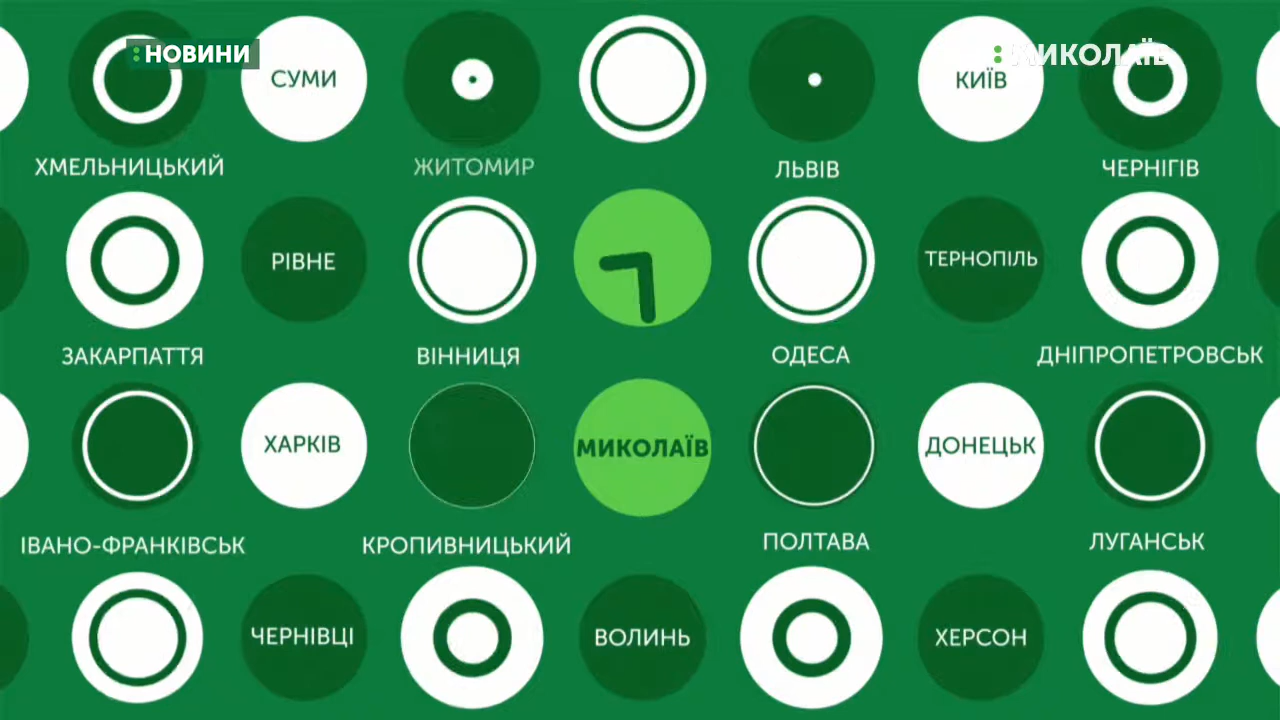 НОВИНИ
МИКОЛАЇВ
СУМИ
КИЇВ
ХМЕЛЬНИЦЬКИЙ
ЖИТОМИР
ЛЬВІВ
ЧЕРНІГІВ
РІВНЕ
ТЕРНОПІЛЬ
ЗАКАРПАТТЯ
ВІННИЦЯ
ОДЕСА
ДНІПРОПЕТРОВСЬК
ХАРКІВ
МИКОЛАЇВ
ДОНЕЦЬК
ІВАНО-ФРАНКІВСЬК
КРОПИВНИЦЬКИЙ
ПОЛТАВА
ЛУГАНСЬК
ЧЕРНІВЦІ
ВОЛИНЬ
ХЕРСОН